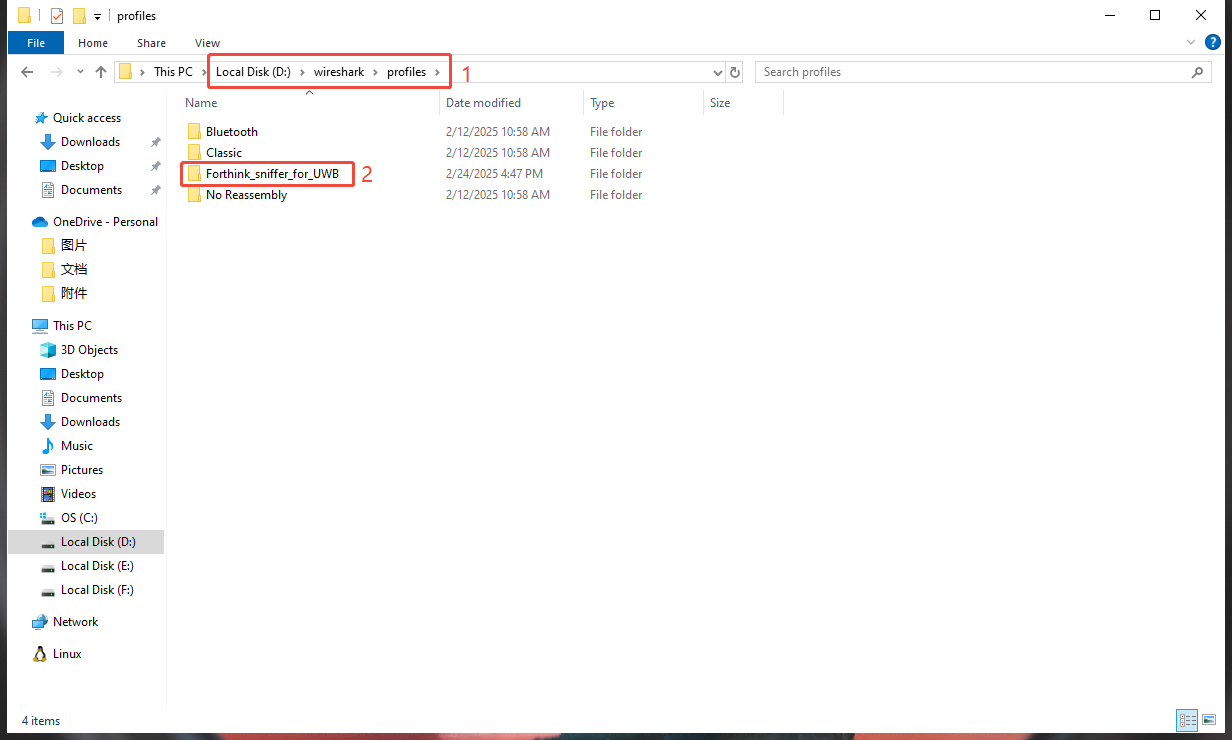 profiles
File Home Share View
This PC Local Disk (D:) wireshark profiles 1 Search profiles
Name Date modified Type Size
Quick access
Downloads
Desktop
Documents
OneDrive - Personal
图片
文档
附件
This PC
3D Objects
Desktop
Documents
Downloads
Music
Pictures
Videos
OS (C:)
Local Disk (D:)
Local Disk (E:)
Local Disk (F:)
Network
Linux
Bluetooth 2/12/2025 10:58 AM File folder
Classic 2/12/2025 10:58 AM File folder
Forthink_sniffer_for_UWB 2 2/24/2025 4:47 PM File folder
No Reassembly 2/12/2025 10:58 AM File folder
4 items